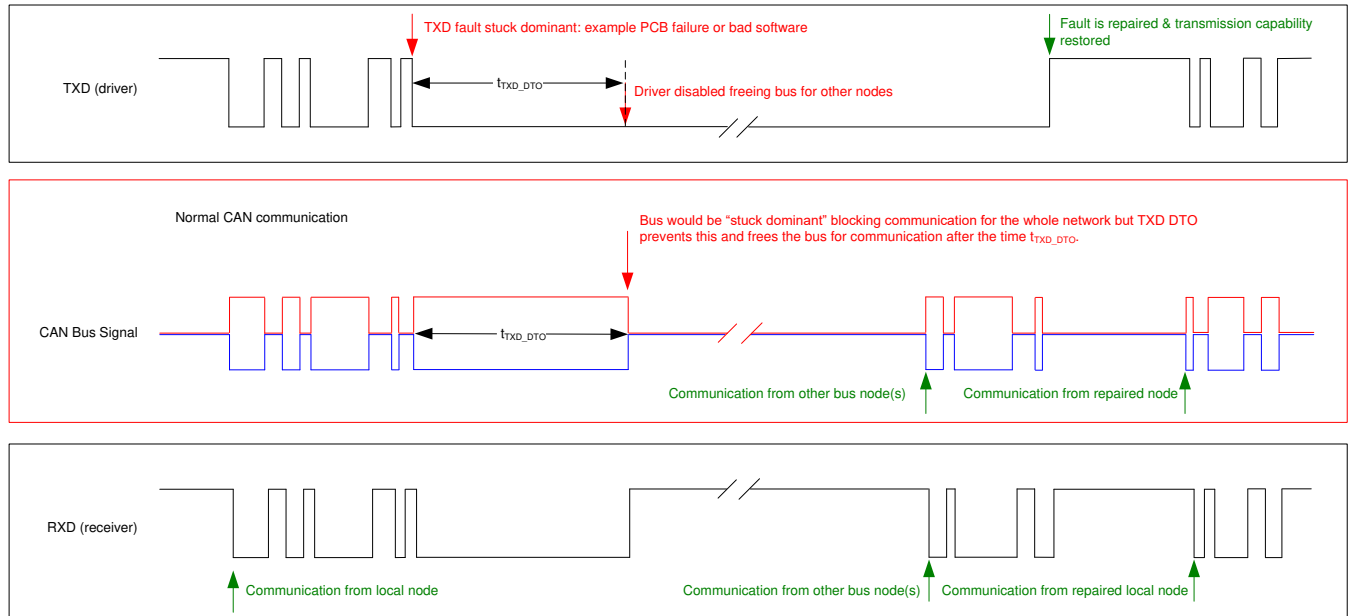 TXD fault stuck dominant: example PCB failure or bad software
Fault is repaired & transmission capability
restored
TXD (driver)
tTXD_DTO
Driver disabled freeing bus for other nodes
Normal CAN communication
Bus would be “stuck dominant” blocking communication for the whole network but TXD DTO
prevents this and frees the bus for communication after the time tTXD_DTO.
CAN Bus Signal
tTXD_DTO
Communication from other bus node(s)
Communication from repaired node
RXD (receiver)
Communication from local node
Communication from other bus node(s)
Communication from repaired local node